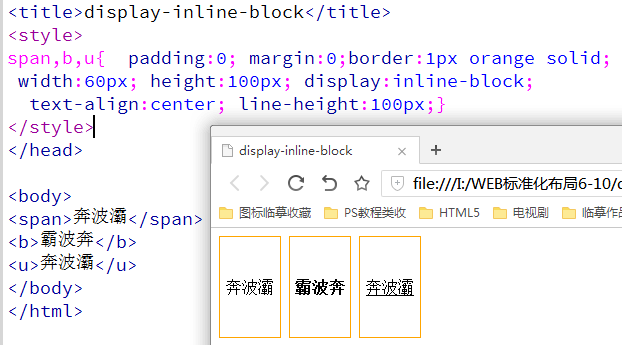 <title>display-inline-block</title>
<style>
span,b,u{  padding:0; margin:0;border:1px orange solid;
 width:60px; height:100px; display:inline-block;
  text-align:center; line-height:100px;}
</style>
</head>
<body>
<span>奔波灞</span>
<b>霸波奔</b>
<u>奔波灞</u>
</body>
</html>
display-inline-block
file:///I:/WEB标准化布局6-10/d
图标临摹收藏 PS教程类收 HTML5 电视剧 临摹作品
奔波灞 霸波奔 奔波灞